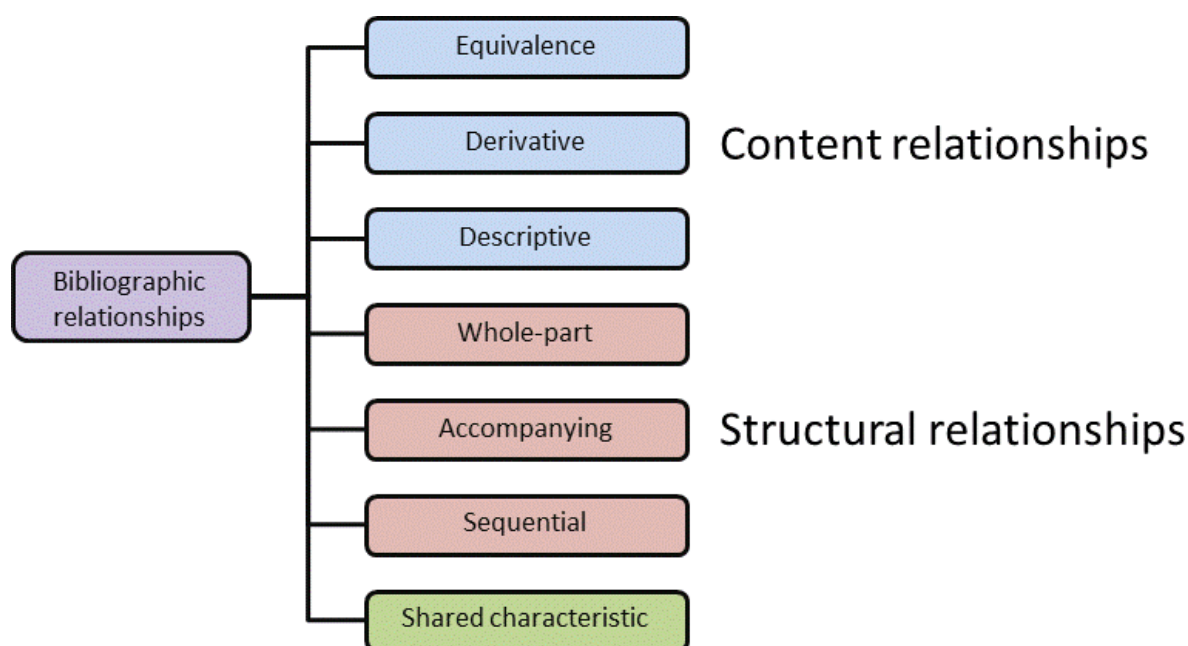 Equivalence
Derivative
Content relationships
Descriptive
Bibliographic
relationships
Whole-part
Accompanying
Structural relationships
Sequential
Shared characteristic